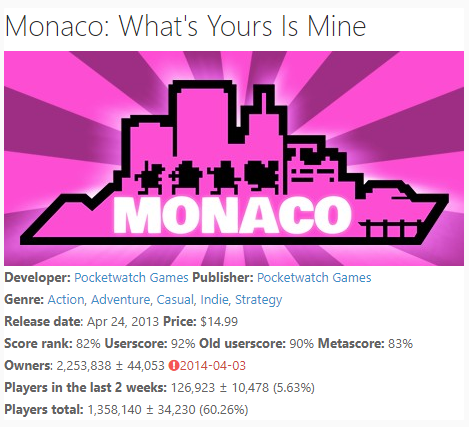 Monaco: What's Yours Is Mine
MONACO
Developer: Pocketwatch Games Publisher: Pocketwatch Games
Genre: Action, Adventure, Casual, Indie, Strategy
Release date: Apr 24, 2013 Price: $14.99
Score rank: 82% Userscore: 92% Old userscore: 90% Metascore: 83%
Owners: 2,253,838 ± 44,053 2014-04-03
Players in the last 2 weeks: 126,923 ± 10,478 (5.63%)
Players total: 1,358,140 ± 34,230 (60.26%)